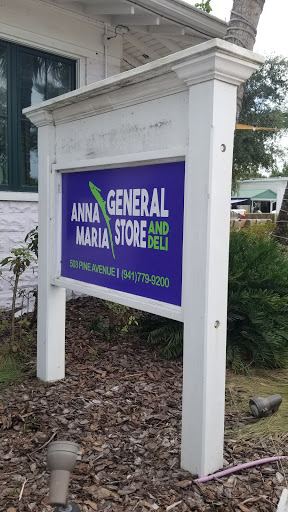 ANNA MARIA GENERAL STORE AND DELI
503 PINE AVENUE | (941)779-9200